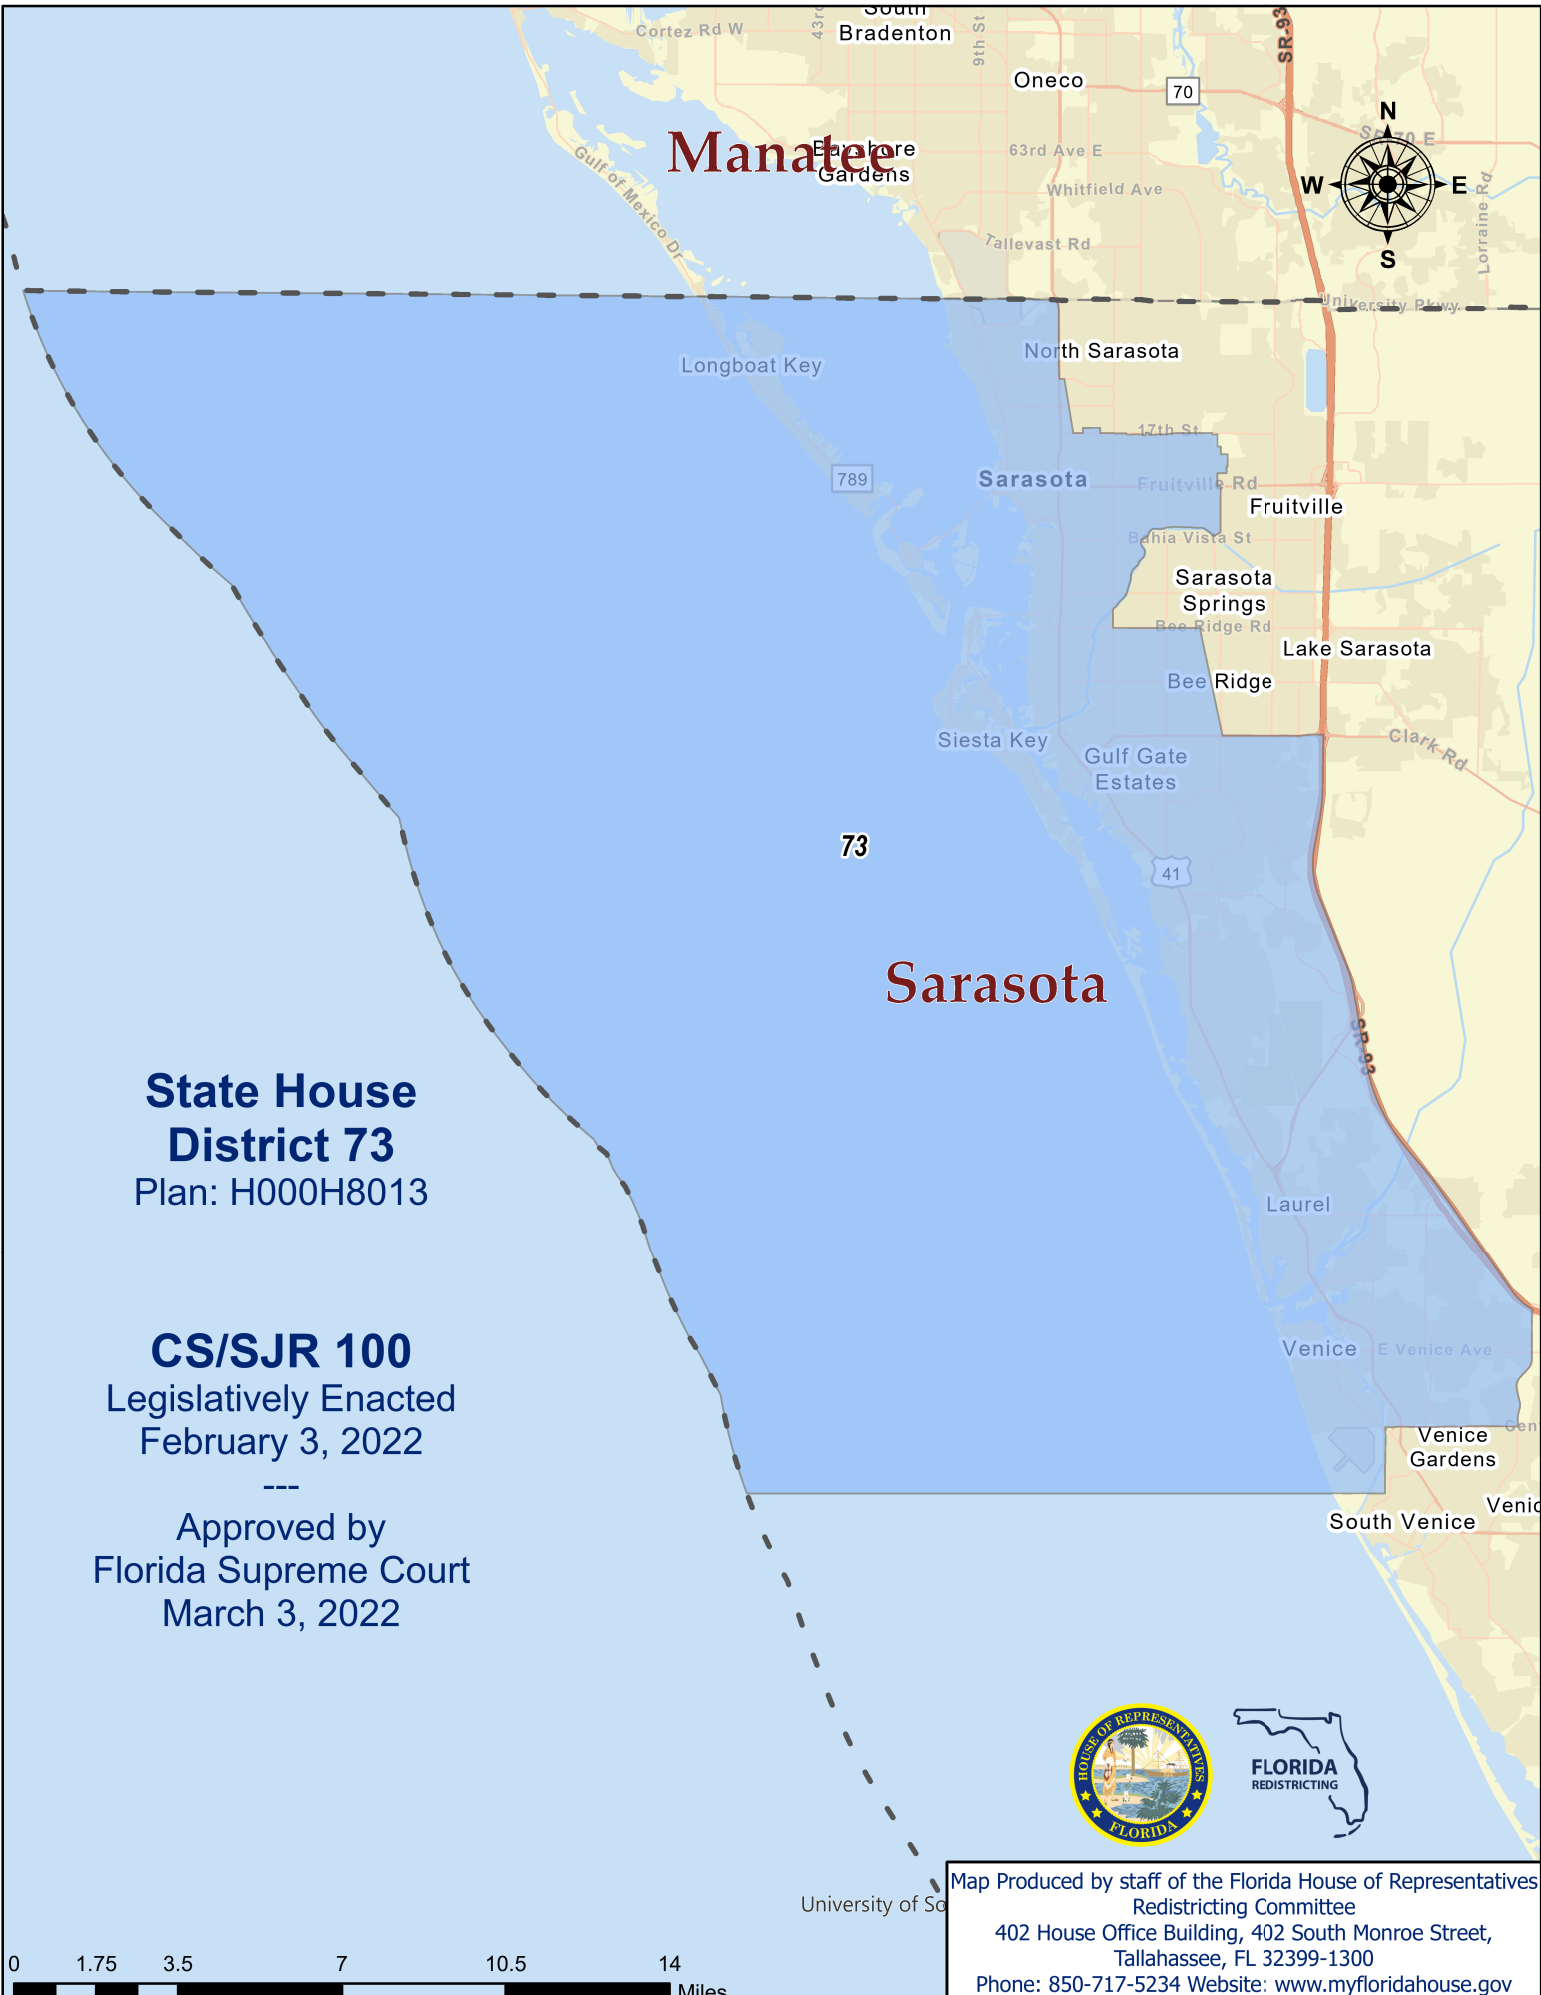 South
Bradenton
Cortez Rd W
43rd
9th St
SR-93
Oneco
70
N
SR 70 E
Manatee
Bayshore
Gardens
63rd Ave E
W
E
Whitfield Ave
Lorraine Rd
Gulf of Mexico Dr
Tallevast Rd
S
University Pkwy
North Sarasota
Longboat Key
17th St
789
Sarasota
Fruitville Rd
Fruitville
Bahia Vista St
Sarasota
Springs
Bee Ridge Rd
Lake Sarasota
Bee Ridge
Siesta Key
Clark Rd
Gulf Gate
Estates
73
41
Sarasota
SR-93
State House
District 73
Plan: H000H8013
Laurel
CS/SJR 100
Legislatively Enacted
February 3, 2022
---
Approved by
Florida Supreme Court
March 3, 2022
Venice
E Venice Ave
Cen
Venice
Gardens
Venic
South Venice
HOUSE OF REPRESENTATIVES
FLORIDA
FLORIDA
REDISTRICTING
University of So
Map Produced by staff of the Florida House of Representatives
Redistricting Committee
402 House Office Building, 402 South Monroe Street,
Tallahassee, FL 32399-1300
Phone: 850-717-5234 Website: www.myfloridahouse.gov
0 1.75 3.5 7 10.5 14
Miles